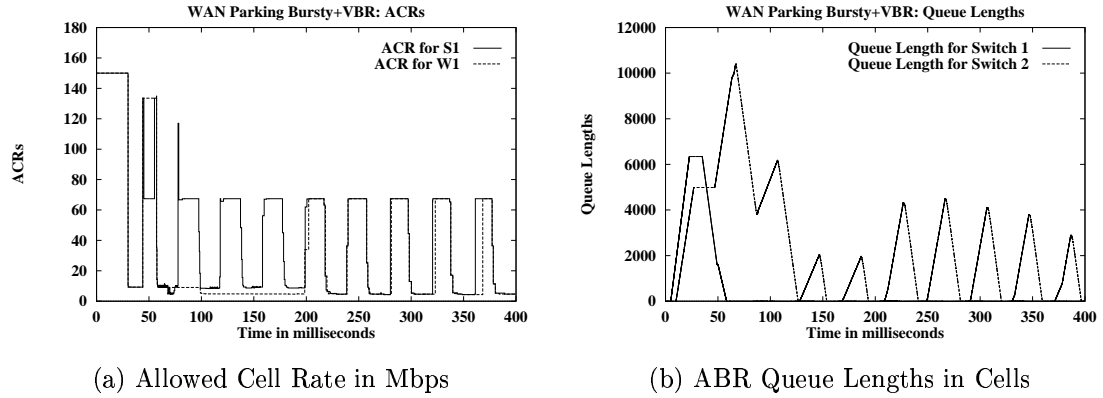 WAN Parking Bursty+VBR: ACRs
180
160
140
120
100
80
60
40
20
0
ACRs
ACR for S1
ACR for W1
0 50 100 150 200 250 300 350 400
Time in milliseconds
(a) Allowed Cell Rate in Mbps
WAN Parking Bursty+VBR: Queue Lengths
12000
10000
8000
6000
4000
2000
0
Queue Lengths
Queue Length for Switch 1
Queue Length for Switch 2
0 50 100 150 200 250 300 350 400
Time in milliseconds
(b) ABR Queue Lengths in Cells